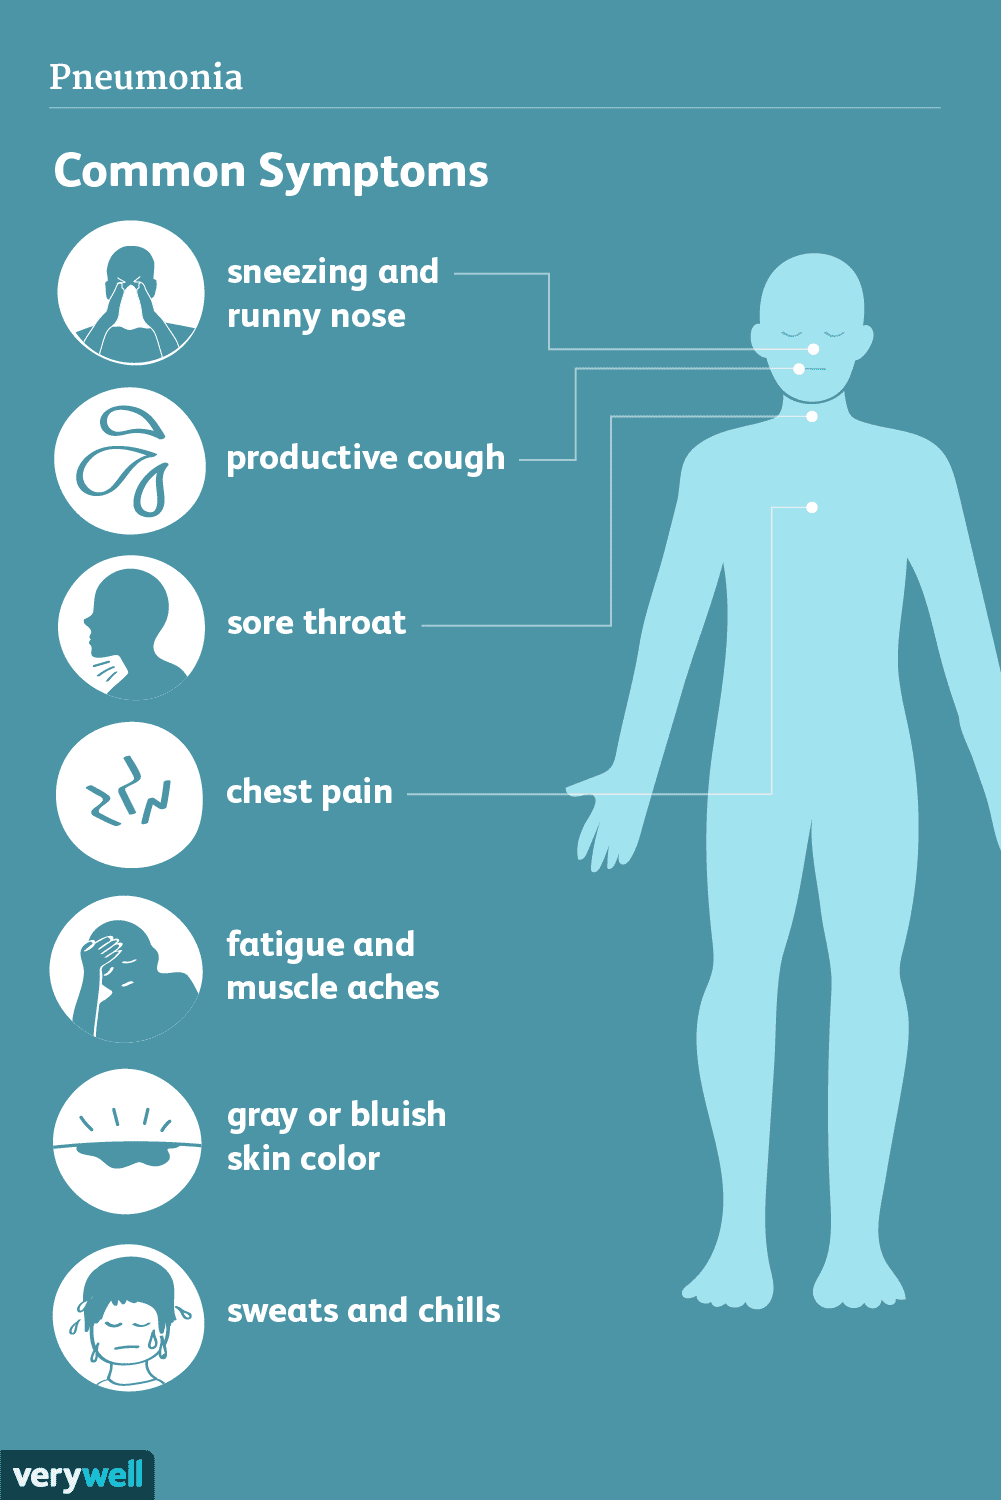 Pneumonia
Common Symptoms
sneezing and
runny nose
productive cough
sore throat
chest pain
fatigue and
muscle aches
gray or bluish
skin color
sweats and chills
verywell